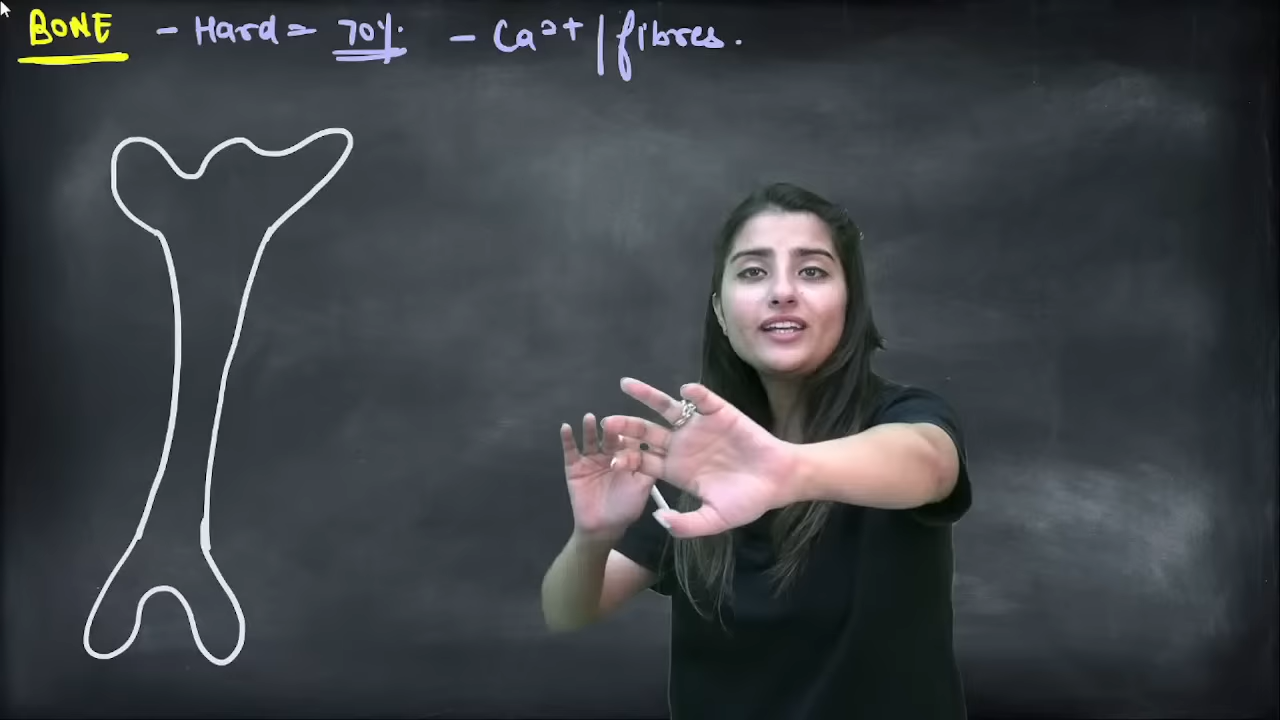 BONE - Hard = 70% - Ca2+ / fibres.